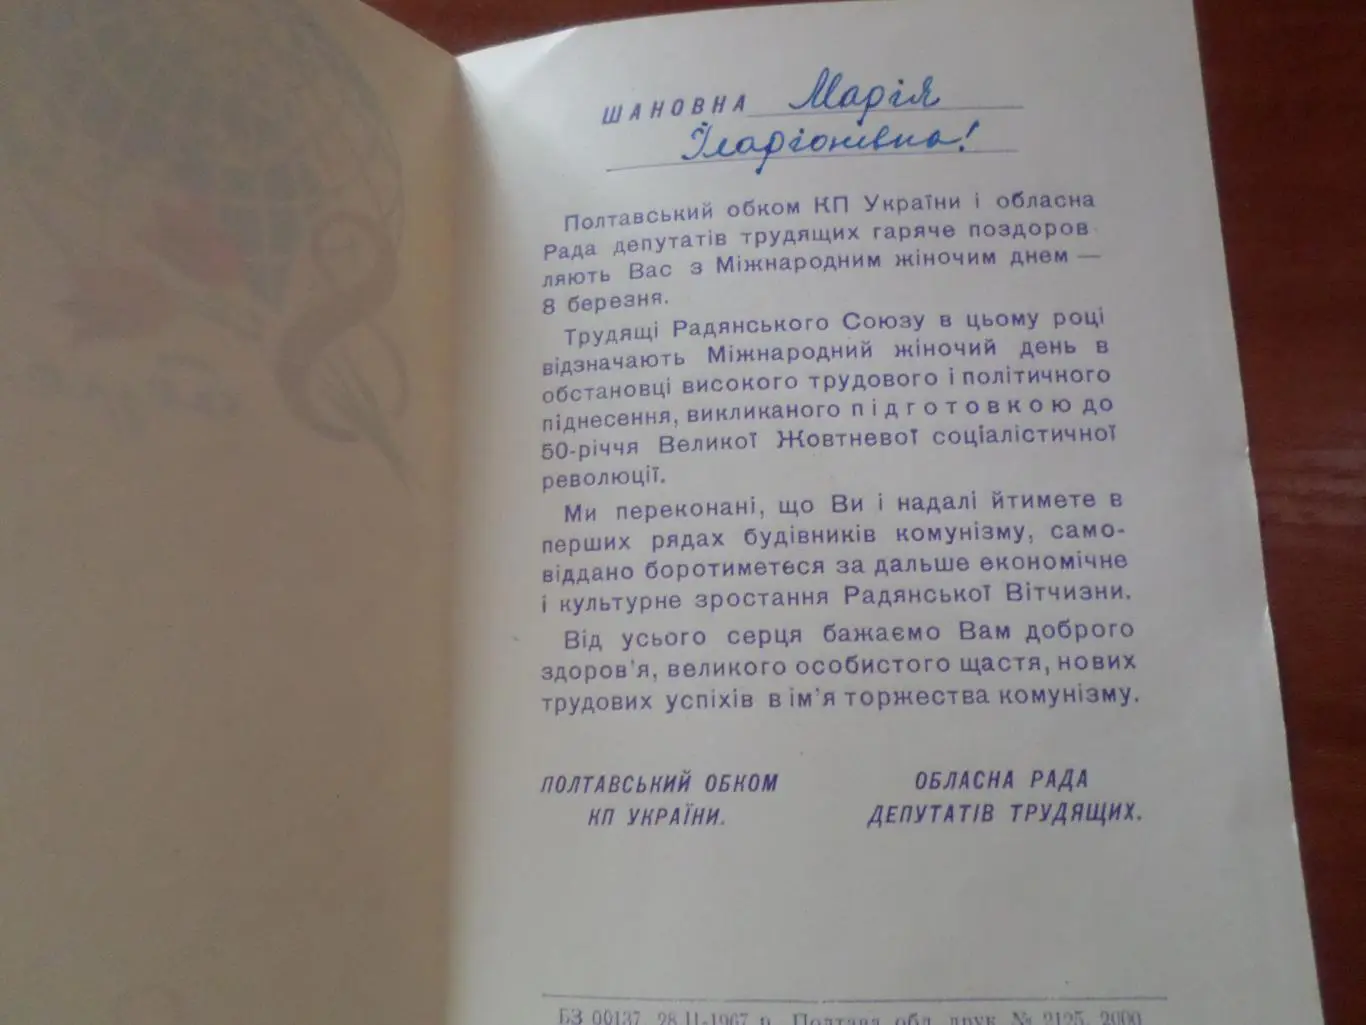 ШАНОВНА Марія
Іларіонівна!
Полтавський обком КП України і обласна
Рада депутатів трудящих гаряче поздоров
ляють Вас з Міжнародним жіночим днем —
8 березня.
Трудящі Радянського Союзу в цьому році
відзначають Міжнародний жіночий день в
обстановці високого трудового і політичного
піднесення, викликаного підготовкою до
50-річчя Великої Жовтневої соціалістичної
революції.
Ми переконані, що Ви і надалі йтимете в
перших рядах будівників комунізму, само-
віддано боротиметеся за дальше економічне
і культурне зростання Радянської Вітчизни.
Від усього серця бажаємо Вам доброго
здоров'я, великого особистого щастя, нових
трудових успіхів в ім'я торжества комунізму.
ПОЛТАВСЬКИЙ ОБКОМ
КП УКРАЇНИ.
ОБЛАСНА РАДА
ДЕПУТАТІВ ТРУДЯЩИХ.
БЗ 00137 28.II-1967 р. Полтава обл. друк № 2125. 2000